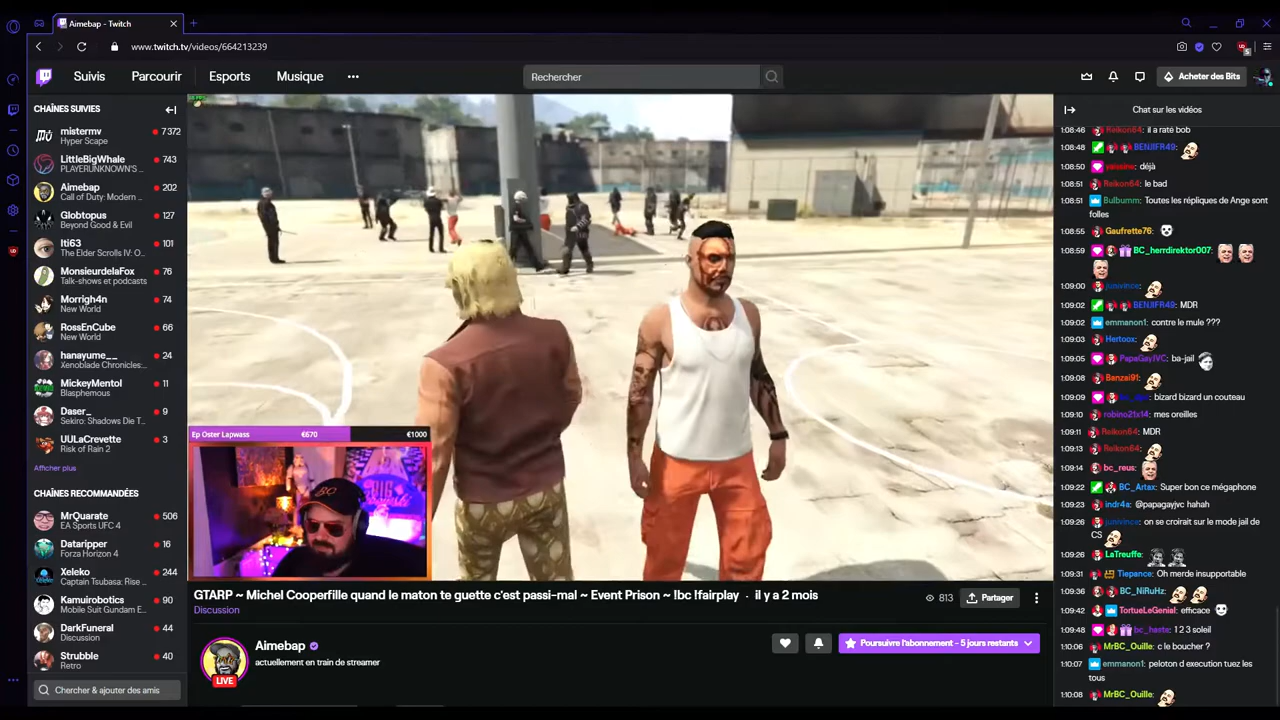 Aimebap - Twitch
www.twitch.tv/videos/664213239
Suivis
Parcourir
Esports
Musique
Rechercher
Acheter des Bits
CHAÎNES SUIVIES
mistermv
7 372
Hyper Scape
LittleBigWhale
743
PLAYERUNKNOWN'S...
Aimebap
202
Call of Duty: Modern ...
Globtopus
127
Beyond Good & Evil
Iti63
101
The Elder Scrolls IV: O...
MonsieurdelaFox
76
Talk-shows et podcasts
Morrigh4n
74
New World
RossEnCube
66
New World
hanayume__
24
Xenoblade Chronicles:...
MickeyMentol
11
Blasphemous
Daser_
9
Sekiro: Shadows Die T...
UULaCrevette
3
Risk of Rain 2
Afficher plus
CHAÎNES RECOMMANDÉES
MrQuarate
506
EA Sports UFC 4
Dataripper
16
Forza Horizon 4
Xeleko
244
Captain Tsubasa: Rise ...
Kamuirobotics
90
Mobile Suit Gundam E...
DarkFuneral
44
Discussion
Strubble
40
Retro
Chercher & ajouter des amis
Ep Oster Lapwass
€670
€1000
GTARP ~ Michel Cooperfille quand le maton te guette c'est passi-mal ~ Event Prison ~ !bc !fairplay · il y a 2 mois
Discussion
813
Partager
Aimebap
actuellement en train de streamer
LIVE
Poursuivre l'abonnement - 5 jours restants
Chat sur les vidéos
1:08:46 Reikon64: il a raté bob
1:08:48 BENJIFR49:
1:08:50 yaissino: déjà
1:08:51 Reikon64: le bad
1:08:51 Bulbumm: Toutes les répliques de Ange sont
folles
1:08:55 Gaufrette76:
1:08:59 BC_herrdirektor007:
1:09:00 junivince:
1:09:02 BENJIFR49: MDR
1:09:02 emmanon1: contre le mule ???
1:09:03 Hertoox:
1:09:05 PapaGayJVC: ba-jail
1:09:08 Banzai91:
1:09:09 bizard bizard un couteau
1:09:10 robino21x14: mes oreilles
1:09:11 Reikon64: MDR
1:09:13 Reikon64:
1:09:14 bc_reus:
1:09:22 BC_Artax: Super bon ce mégaphone
1:09:23 indr4a: @papagayjvc hahah
1:09:26 junivince: on se croirait sur le mode jail de
CS
1:09:26 LaTreuffe:
1:09:31 Tiepance: Oh merde insupportable
1:09:36 BC_NiRuHz:
1:09:42 TortueLeGenial: efficace
1:09:48 bc_hasta: 1 2 3 soleil
1:10:06 MrBC_Ouille: c le boucher ?
1:10:07 emmanon1: peloton d execution tuez les
tous
1:10:08 MrBC_Ouille: